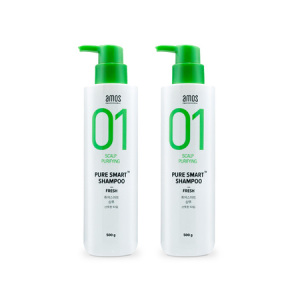 amos
01
SCALP
PURIFYING
PURE SMART™
SHAMPOO
FRESH
500 g
amos
01
SCALP
PURIFYING
PURE SMART™
SHAMPOO
FRESH
500 g